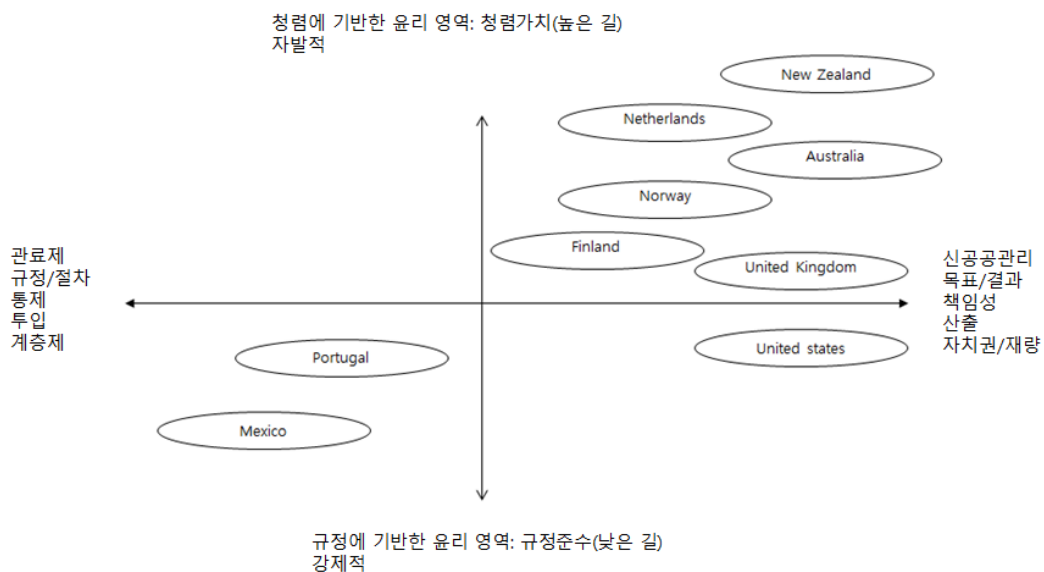 청렴에 기반한 윤리 영역: 청렴가치(높은 길)
자발적
New Zealand
Netherlands
Australia
Norway
Finland
United Kingdom
관료제
규정/절차
통제
투입
계층제
신공공관리
목표/결과
책임성
산출
자치권/재량
Portugal
United states
Mexico
규정에 기반한 윤리 영역: 규정준수(낮은 길)
강제적